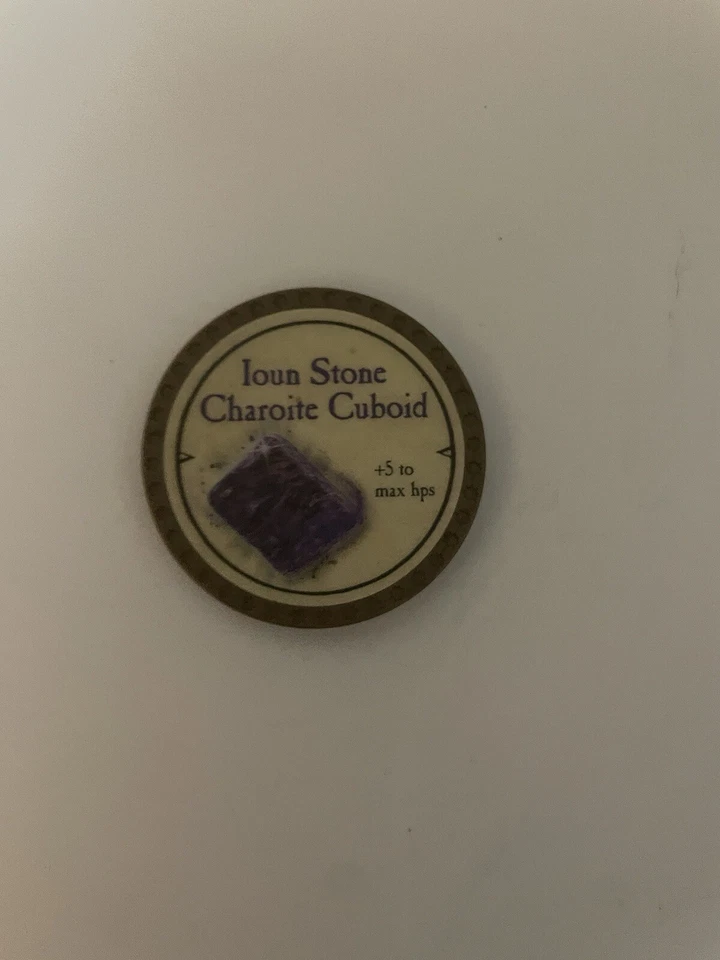 Ioun Stone
Charoite Cuboid
+5 to
max hps